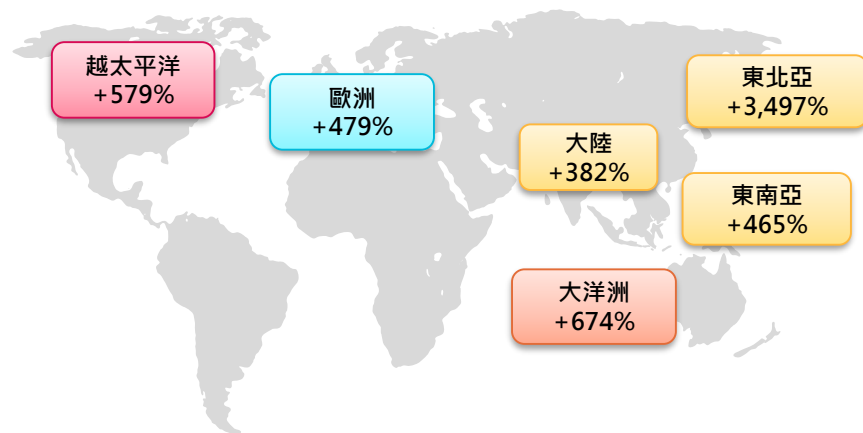 越太平洋
+579%
歐洲
+479%
東北亞
+3,497%
大陸
+382%
東南亞
+465%
大洋洲
+674%